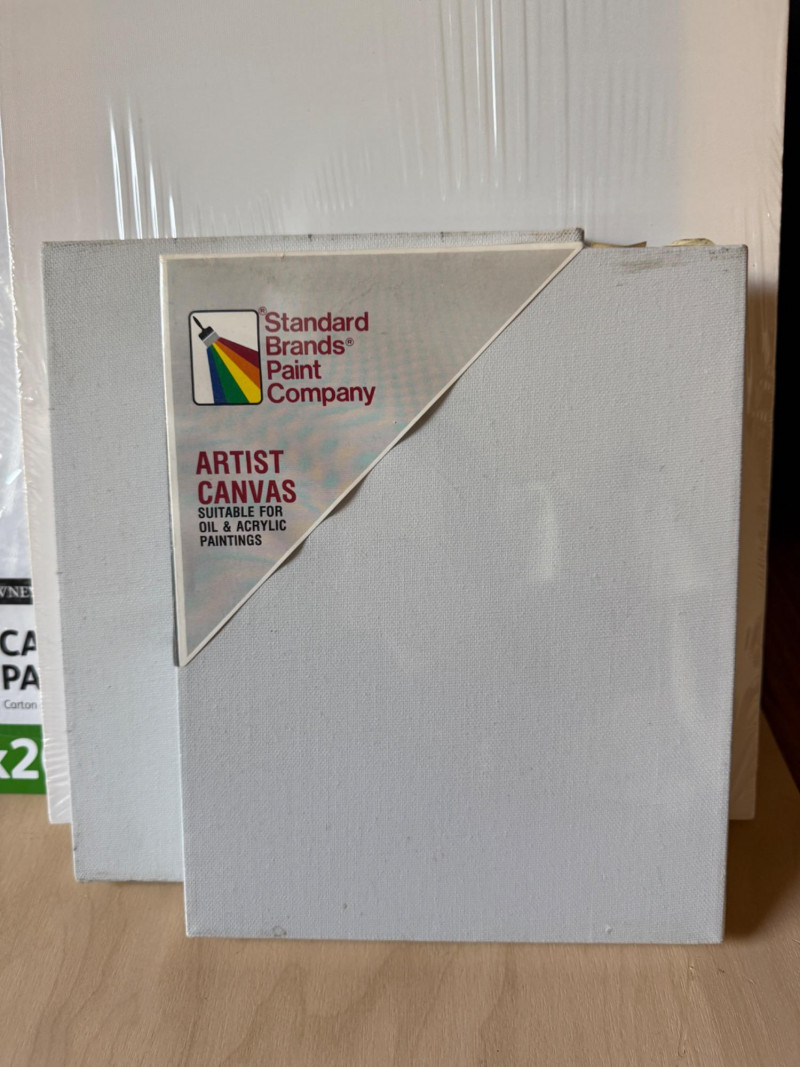 ®Standard
Brands®
Paint
Company
ARTIST
CANVAS
SUITABLE FOR
OIL & ACRYLIC
PAINTINGS
CA
PA
Carton
x2